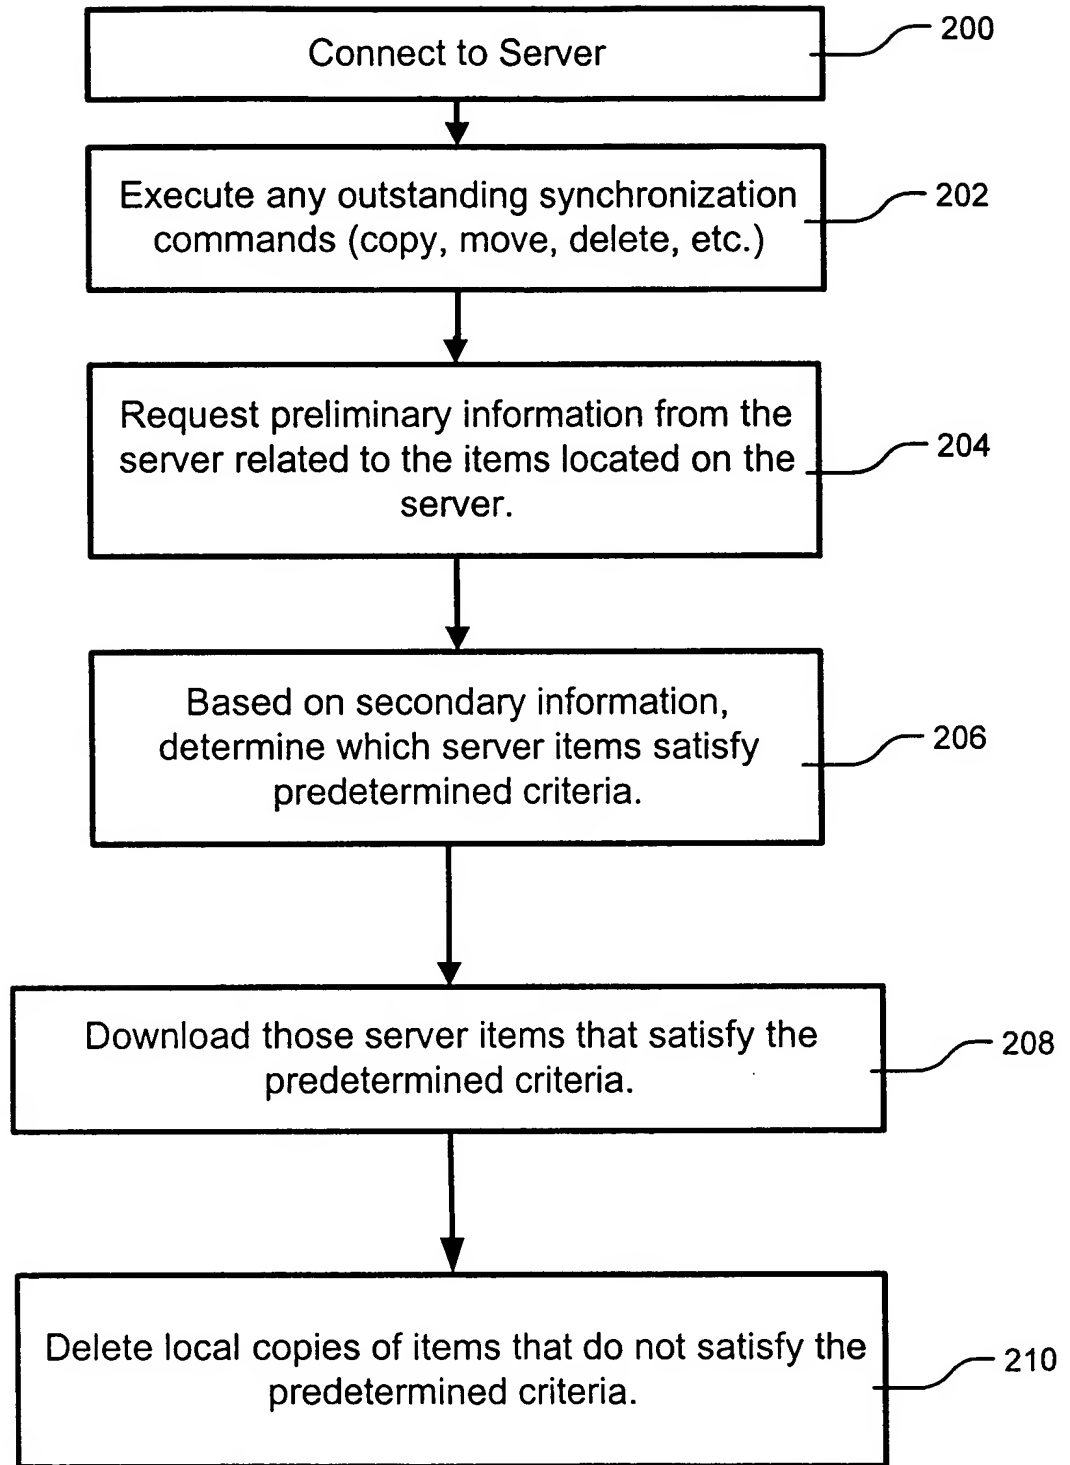 Connect to Server
200
Execute any outstanding synchronization
commands (copy, move, delete, etc.)
202
Request preliminary information from the
server related to the items located on the
server.
204
Based on secondary information,
determine which server items satisfy
predetermined criteria.
206
Download those server items that satisfy the
predetermined criteria.
208
Delete local copies of items that do not satisfy the
predetermined criteria.
210